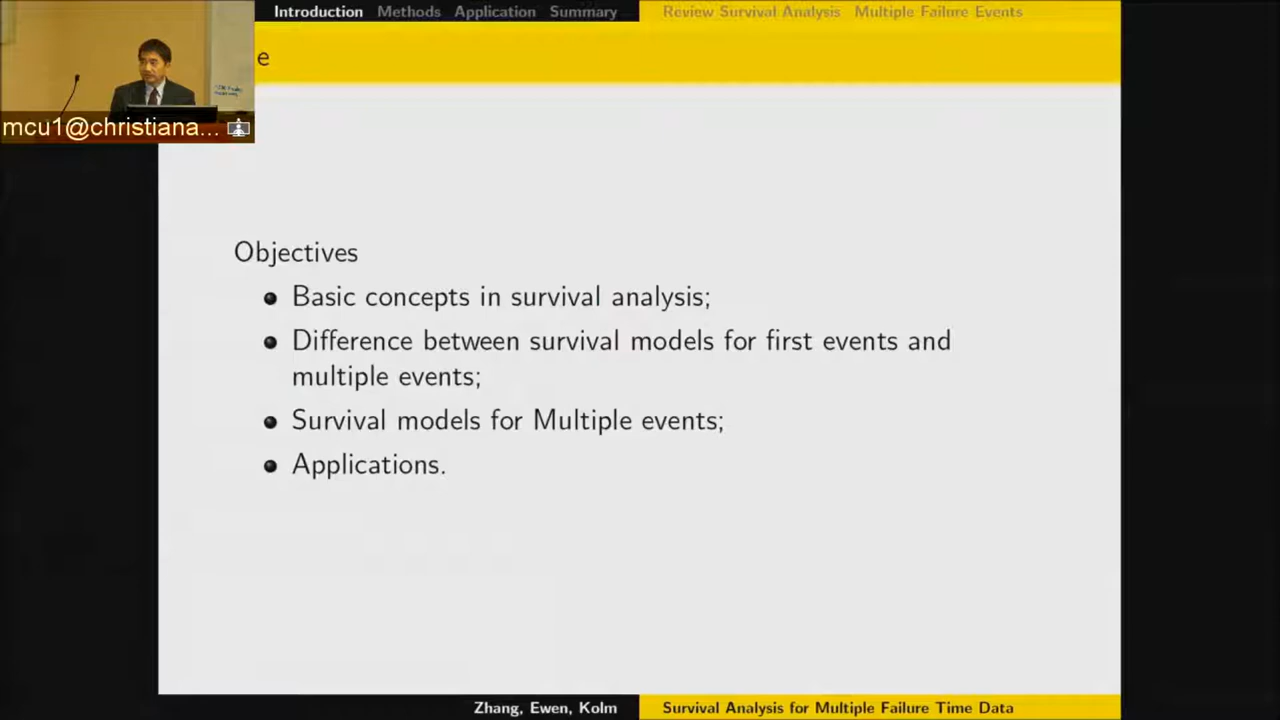 Introduction Methods Application Summary Review Survival Analysis Multiple Failure Events
e
mcu1@christiana...
Objectives
Basic concepts in survival analysis;
Difference between survival models for first events and
multiple events;
Survival models for Multiple events;
Applications.
Zhang, Ewen, Kolm Survival Analysis for Multiple Failure Time Data